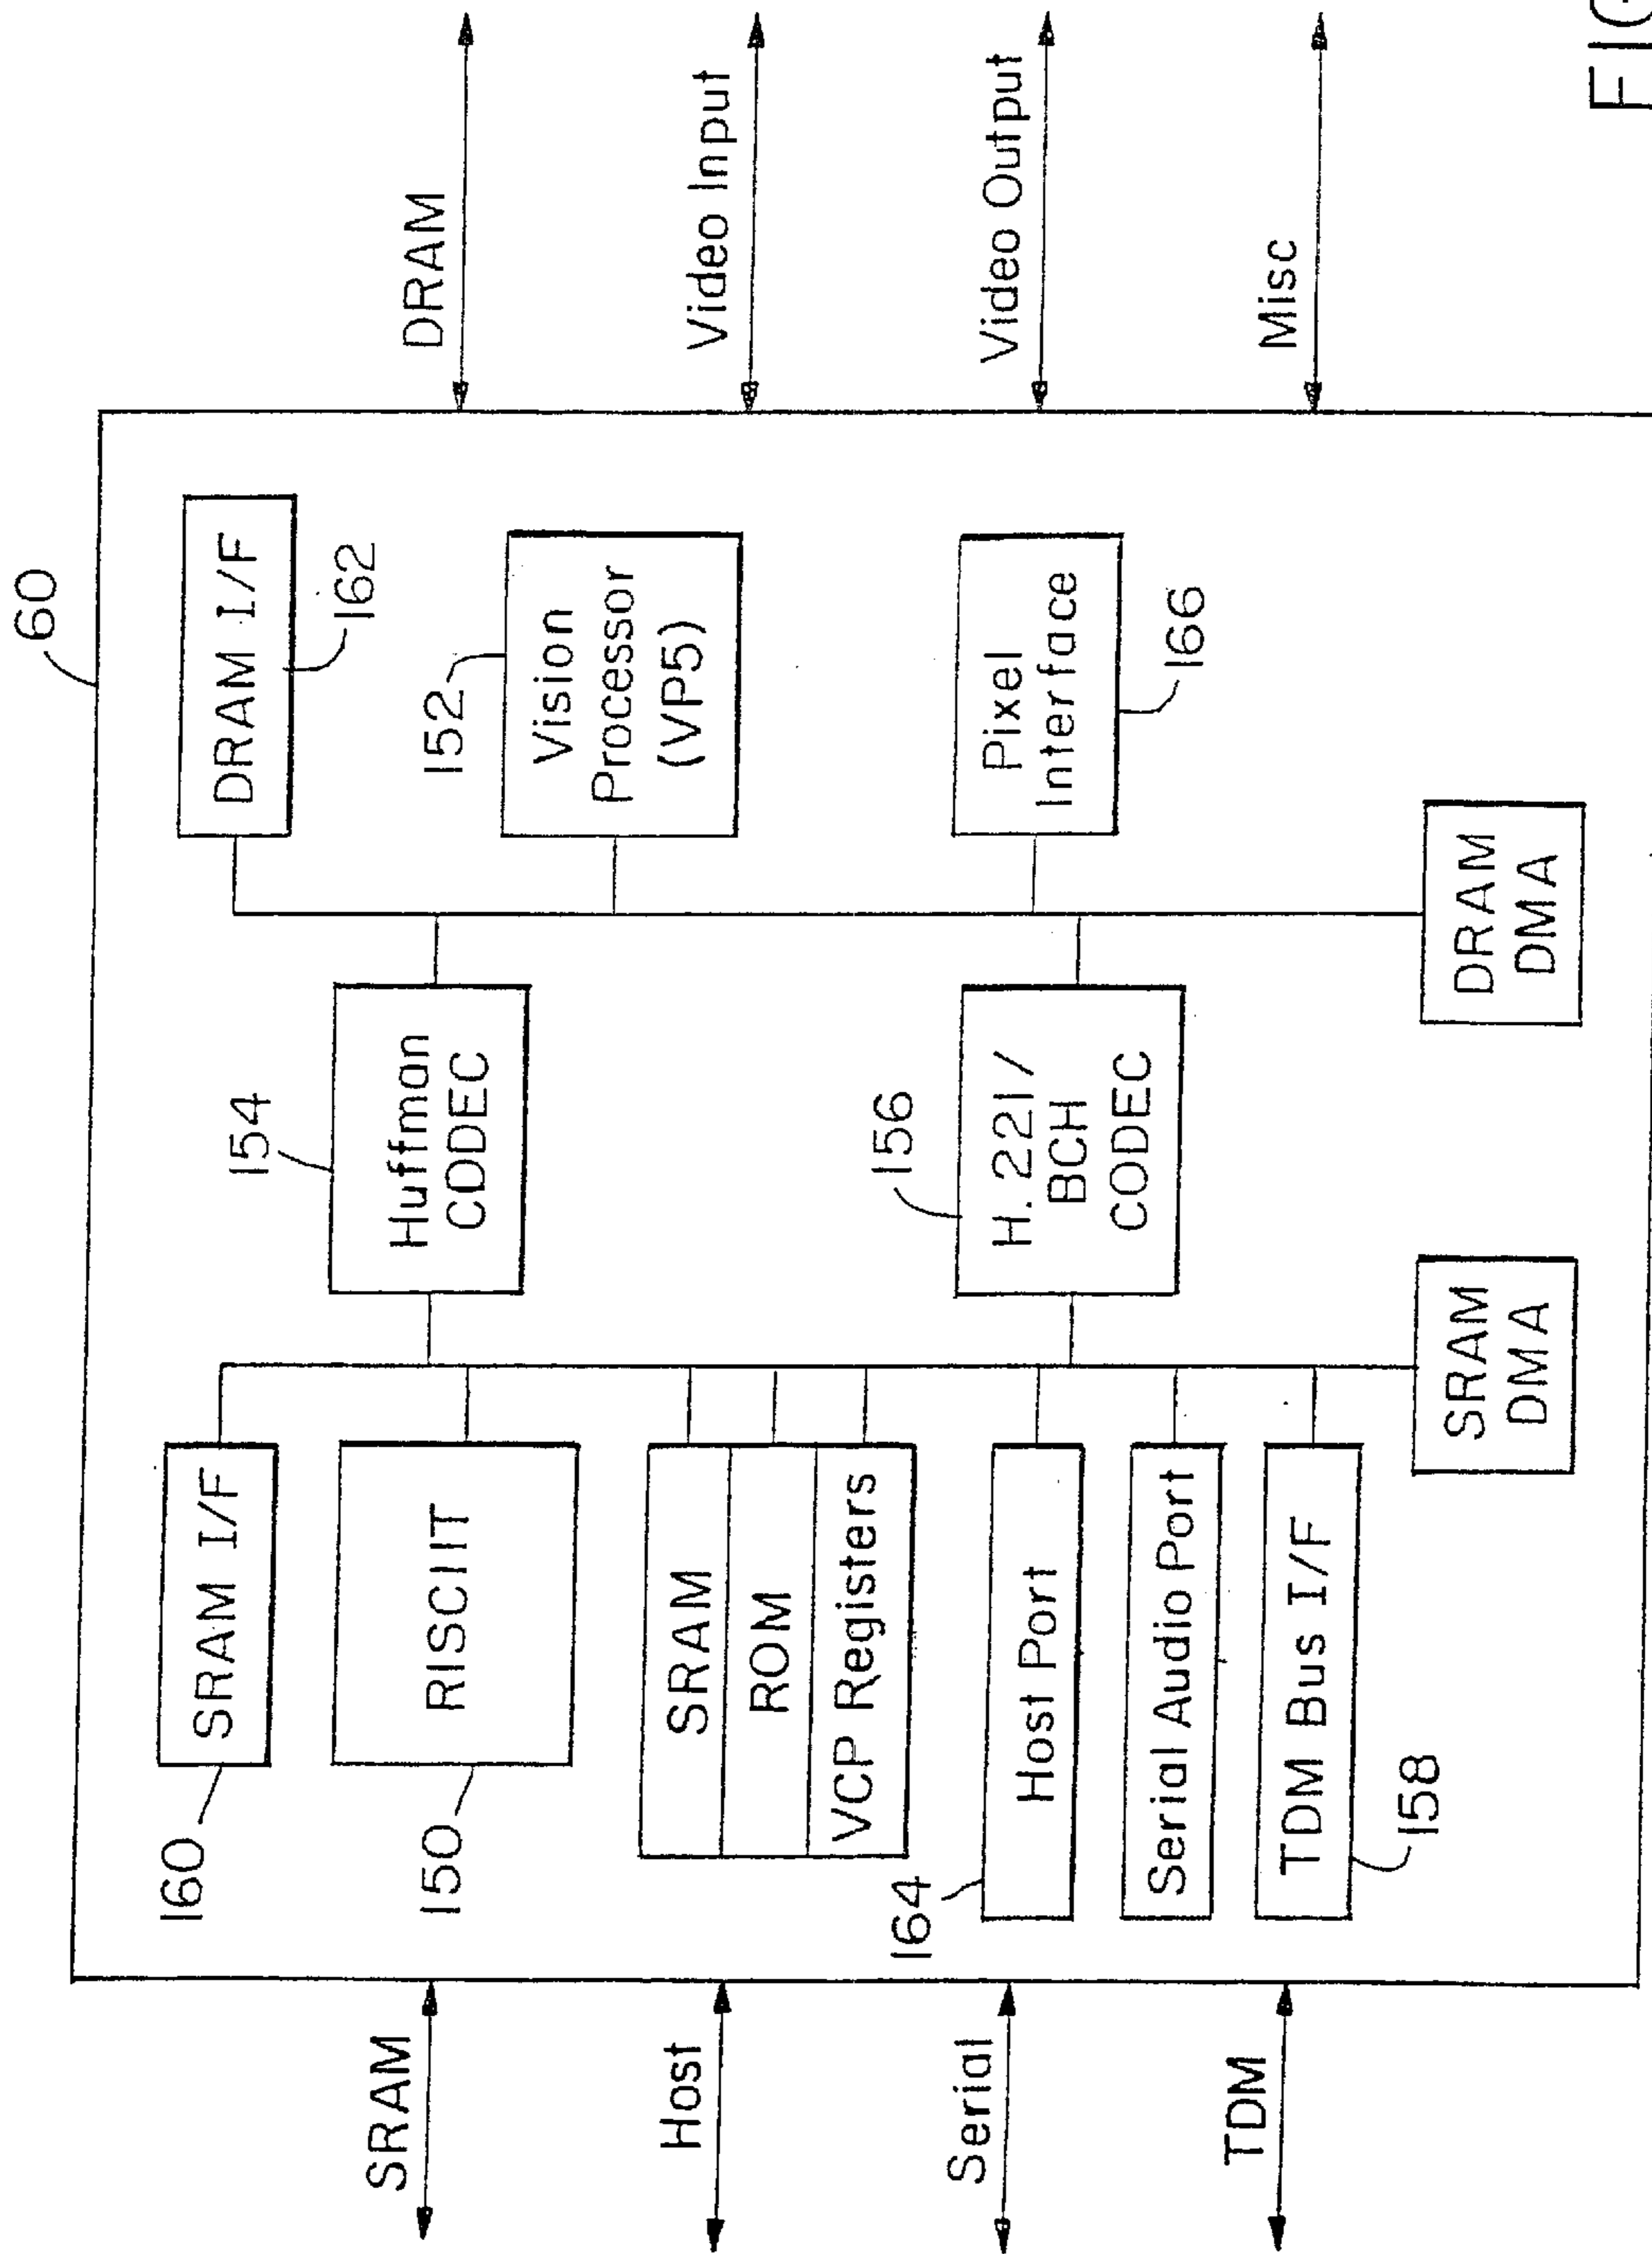 60
SRAM
Host
Serial
TDM
160
SRAM I/F
150
RISCIIT
SRAM
ROM
VCP Registers
164
Host Port
Serial Audio Port
TDM Bus I/F
158
SRAM
DMA
154
Huffman
CODEC
156
H.221/
BCH
CODEC
DRAM I/F
162
152
Vision
Processor
(VP5)
Pixel
Interface
166
DRAM
DMA
DRAM
Video Input
Video Output
Misc